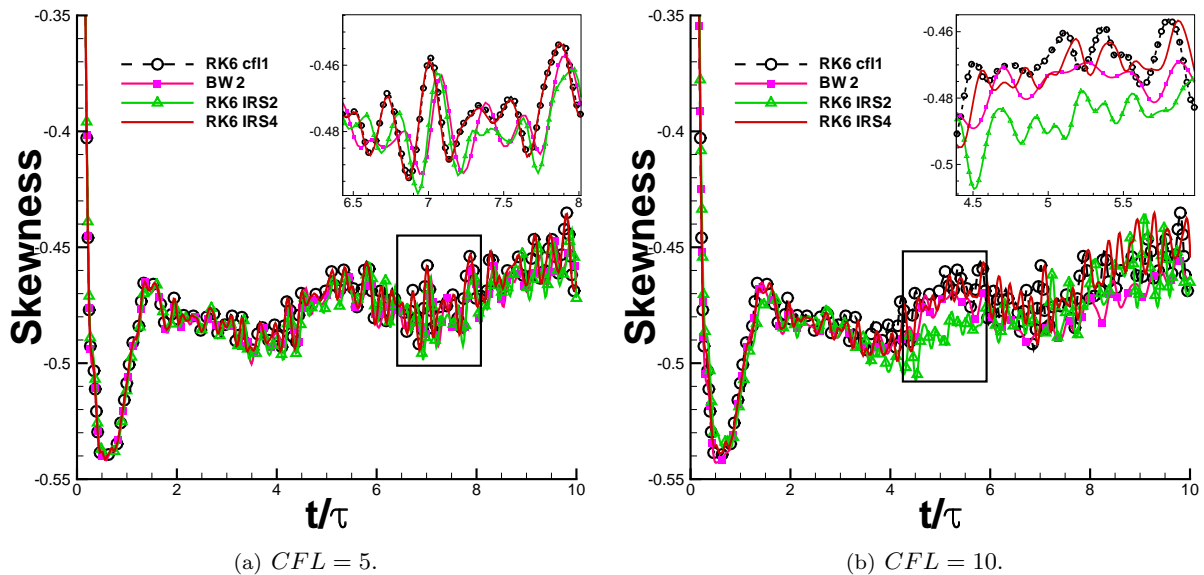 -0.35
-0.4
-0.45
-0.5
-0.55
Skewness
0 2 4 6 8 10
t/τ
RK6 cfl1
BW 2
RK6 IRS2
RK6 IRS4
-0.46
-0.48
6.5 7 7.5 8
(a) CFL = 5.
-0.35
-0.4
-0.45
-0.5
-0.55
Skewness
0 2 4 6 8 10
t/τ
RK6 cfl1
BW 2
RK6 IRS2
RK6 IRS4
-0.46
-0.48
-0.5
4.5 5 5.5
(b) CFL = 10.